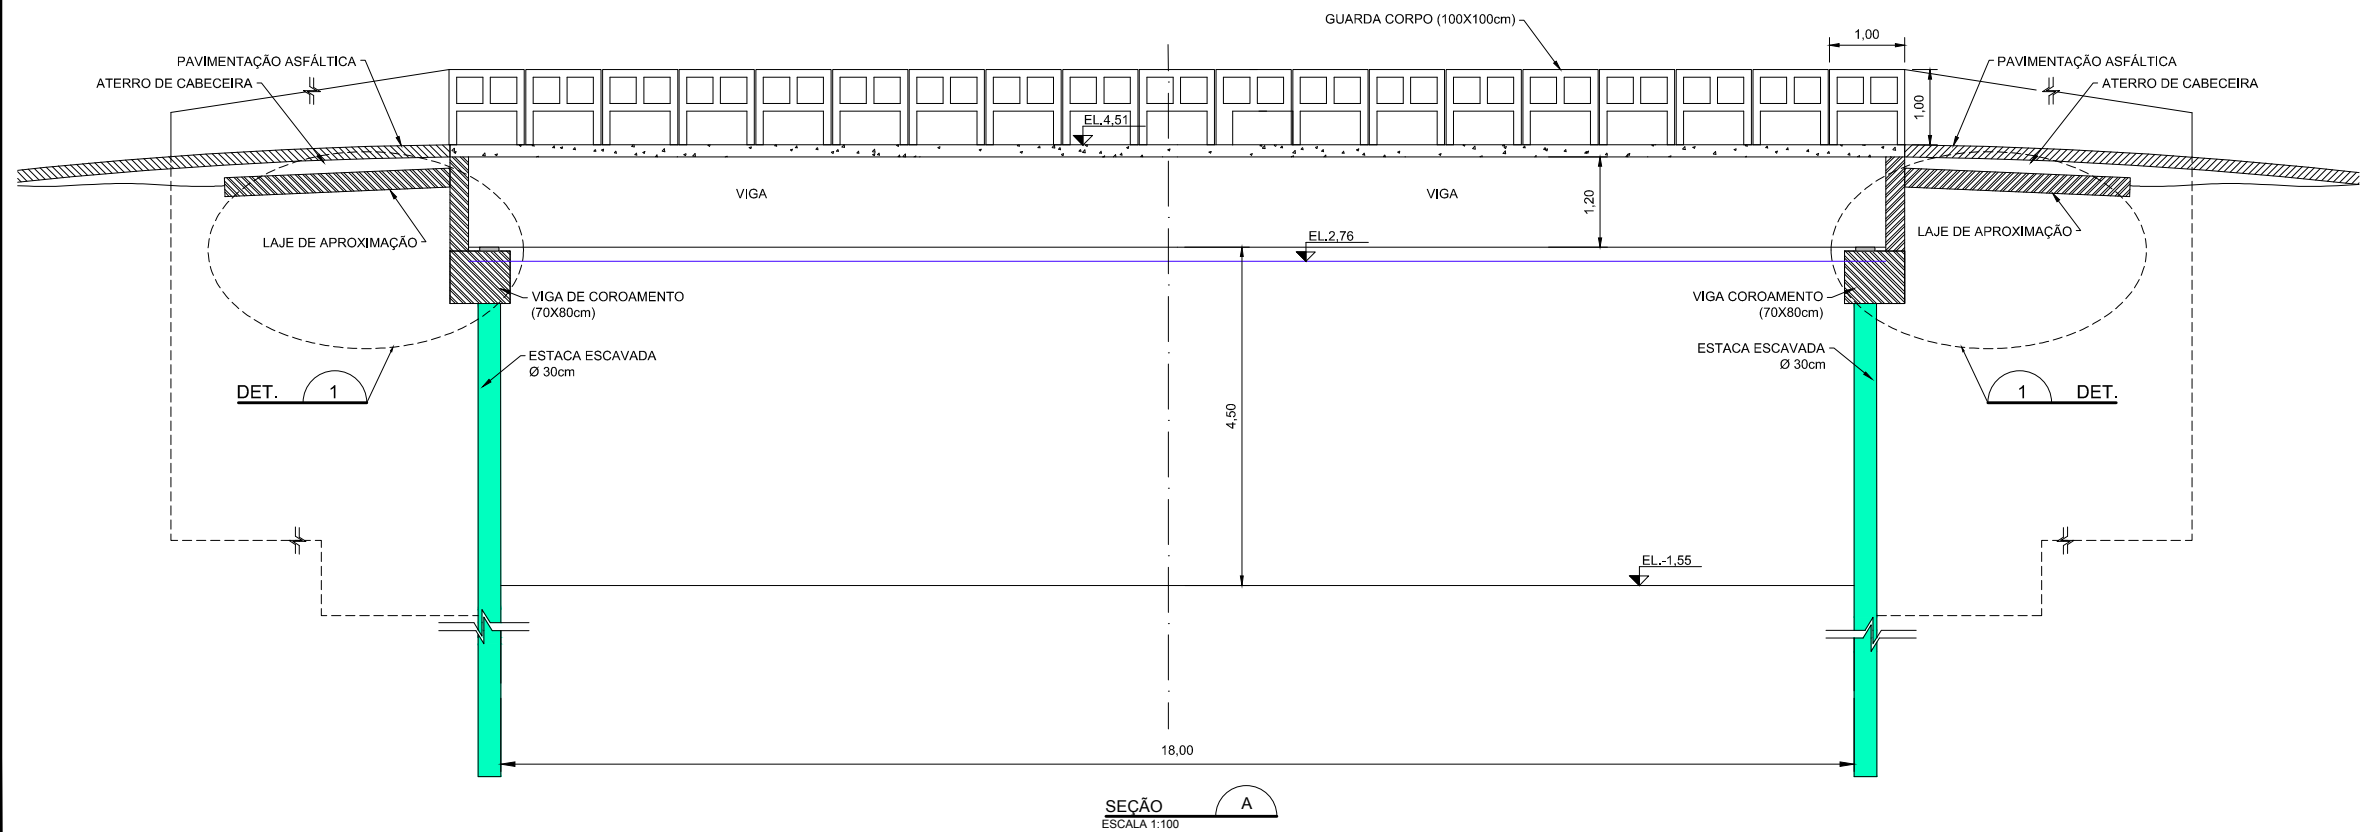 GUARDA CORPO (100X100cm)
1,00
PAVIMENTAÇÃO ASFÁLTICA
ATERRO DE CABECEIRA
PAVIMENTAÇÃO ASFÁLTICA
ATERRO DE CABECEIRA
1,00
EL.4,51
VIGA
VIGA
1,20
LAJE DE APROXIMAÇÃO
EL.2,76
LAJE DE APROXIMAÇÃO
VIGA DE COROAMENTO
(70X80cm)
VIGA COROAMENTO
(70X80cm)
ESTACA ESCAVADA
Ø 30cm
ESTACA ESCAVADA
Ø 30cm
DET. 1
1 DET.
4,50
EL.-1,55
18,00
SEÇÃO A
ESCALA 1:100